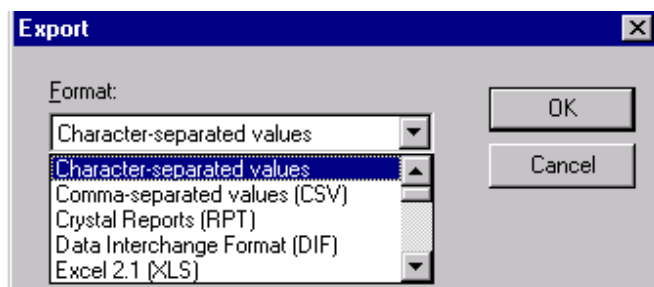 Export
Format:
OK
Character-separated values
Cancel
Character-separated values
Comma-separated values (CSV)
Crystal Reports (RPT)
Data Interchange Format (DIF)
Excel 2.1 (XLS)